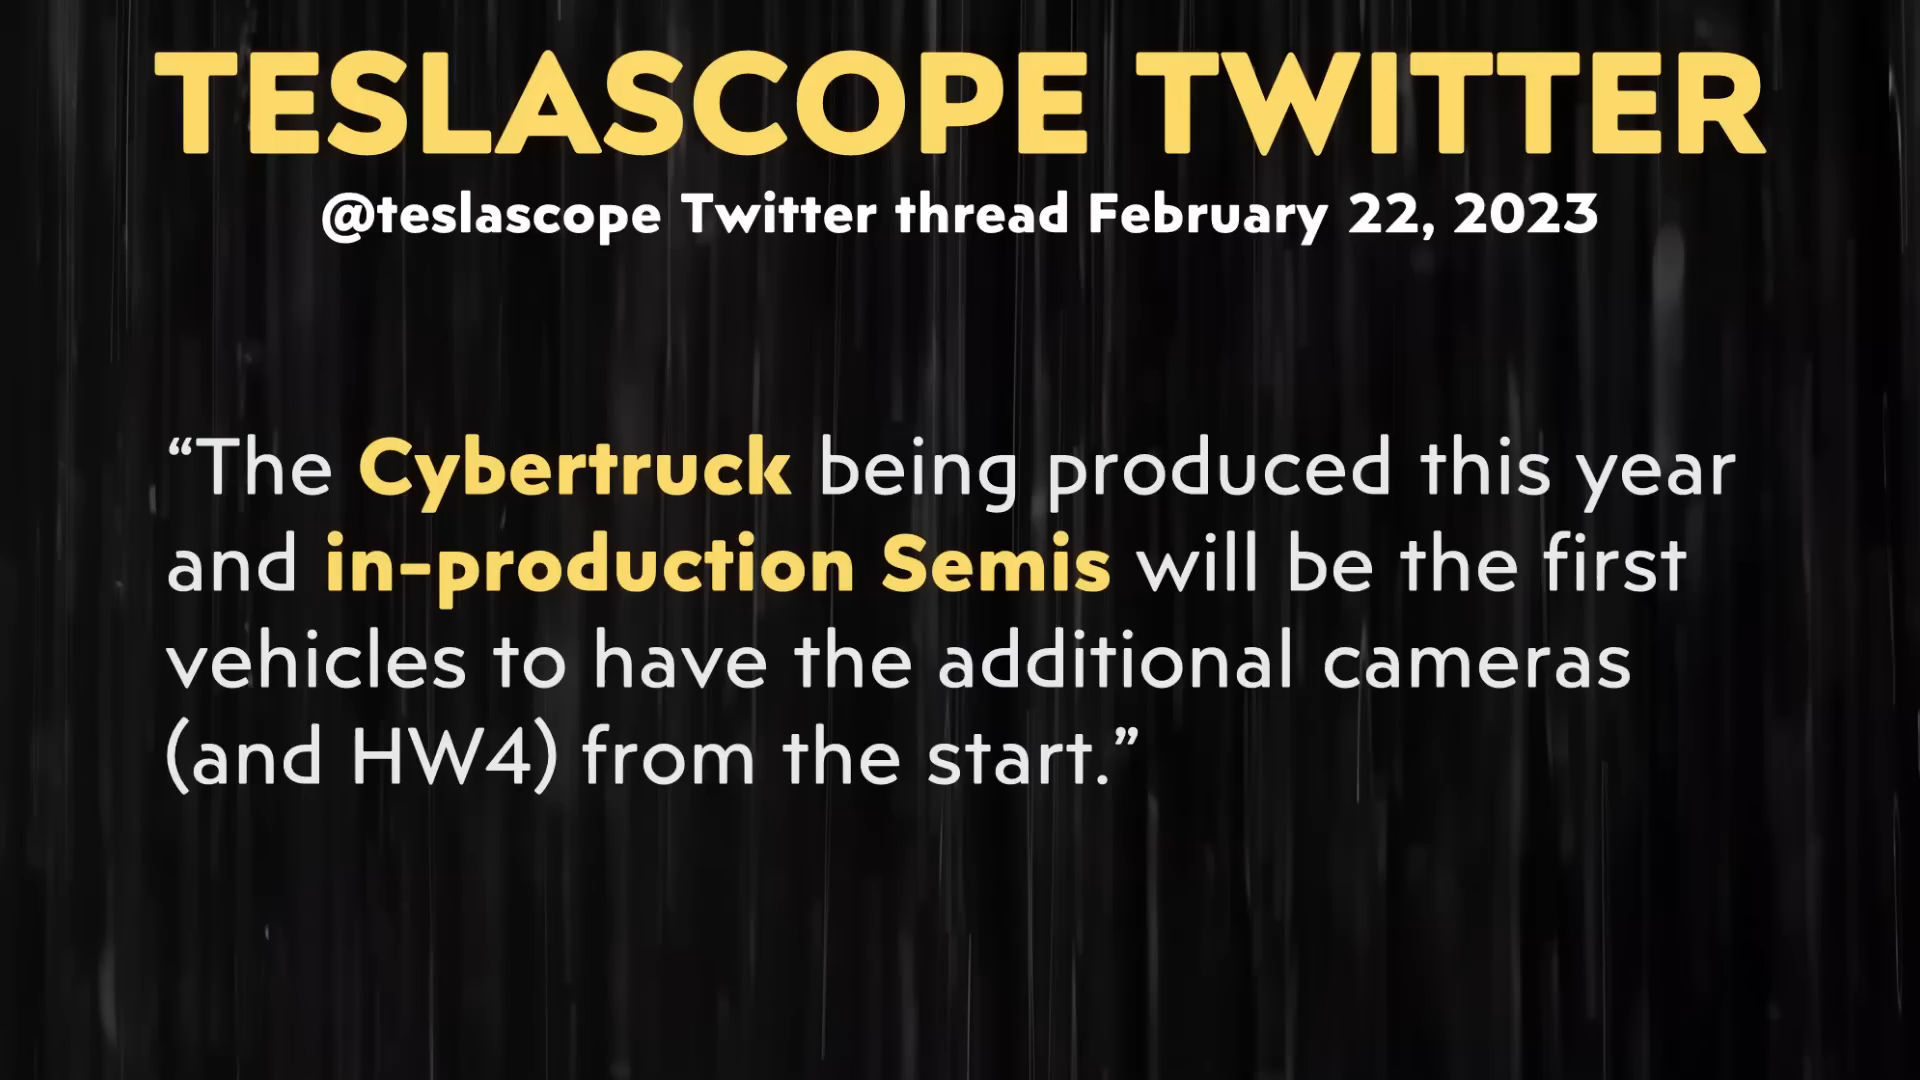 TESLASCOPE TWITTER
@teslascope Twitter thread February 22, 2023
“The Cybertruck being produced this year
and in-production Semis will be the first
vehicles to have the additional cameras
(and HW4) from the start.”